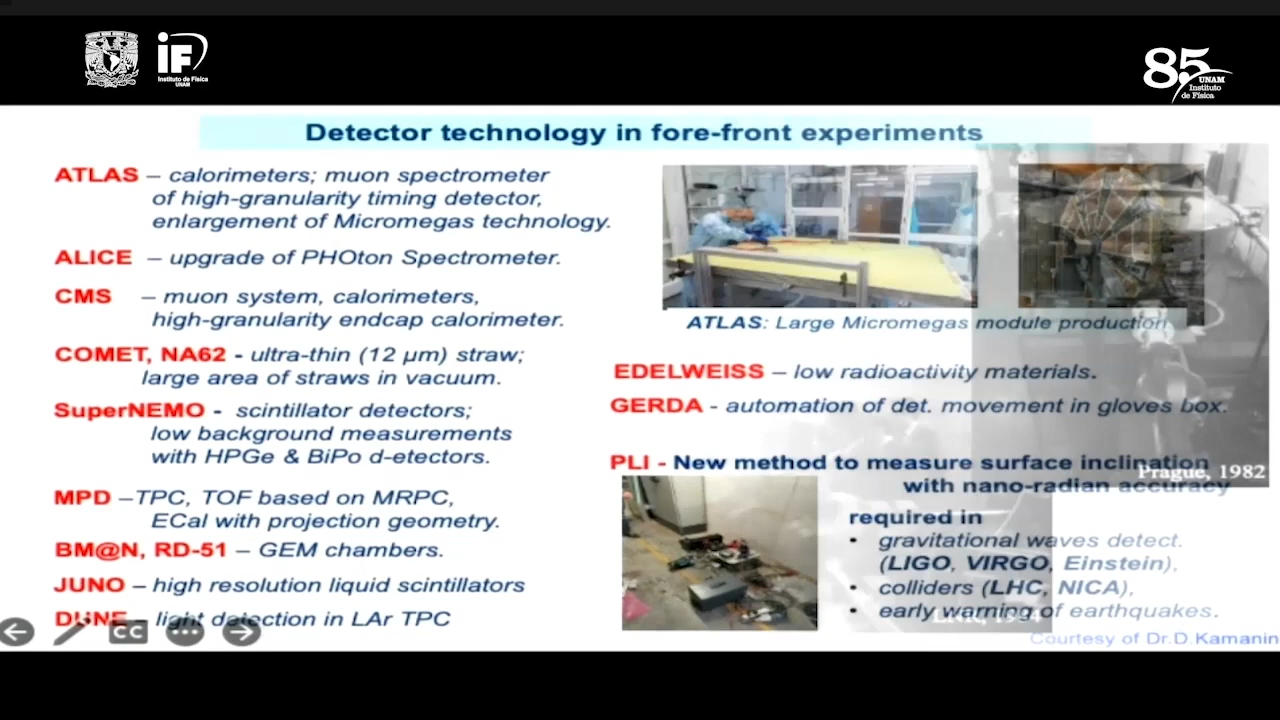 iF
Instituto de Física
UNAM
85
UNAM
Instituto
de Física
Detector technology in fore-front experiments
ATLAS – calorimeters; muon spectrometer
of high-granularity timing detector,
enlargement of Micromegas technology.
ALICE – upgrade of PHOton Spectrometer.
CMS – muon system, calorimeters,
high-granularity endcap calorimeter.
COMET, NA62 - ultra-thin (12 µm) straw;
large area of straws in vacuum.
SuperNEMO - scintillator detectors;
low background measurements
with HPGe & BiPo d-etectors.
MPD –TPC, TOF based on MRPC,
ECal with projection geometry.
BM@N, RD-51 – GEM chambers.
JUNO – high resolution liquid scintillators
DUNE – light detection in LAr TPC
CC
ATLAS: Large Micromegas module production
EDELWEISS – low radioactivity materials.
GERDA - automation of det. movement in gloves box.
PLI - New method to measure surface inclination
Prague, 1982
with nano-radian accuracy
required in
• gravitational waves detect.
(LIGO, VIRGO, Einstein),
• colliders (LHC, NICA),
• early warning of earthquakes.
Courtesy of Dr.D.Kamanin